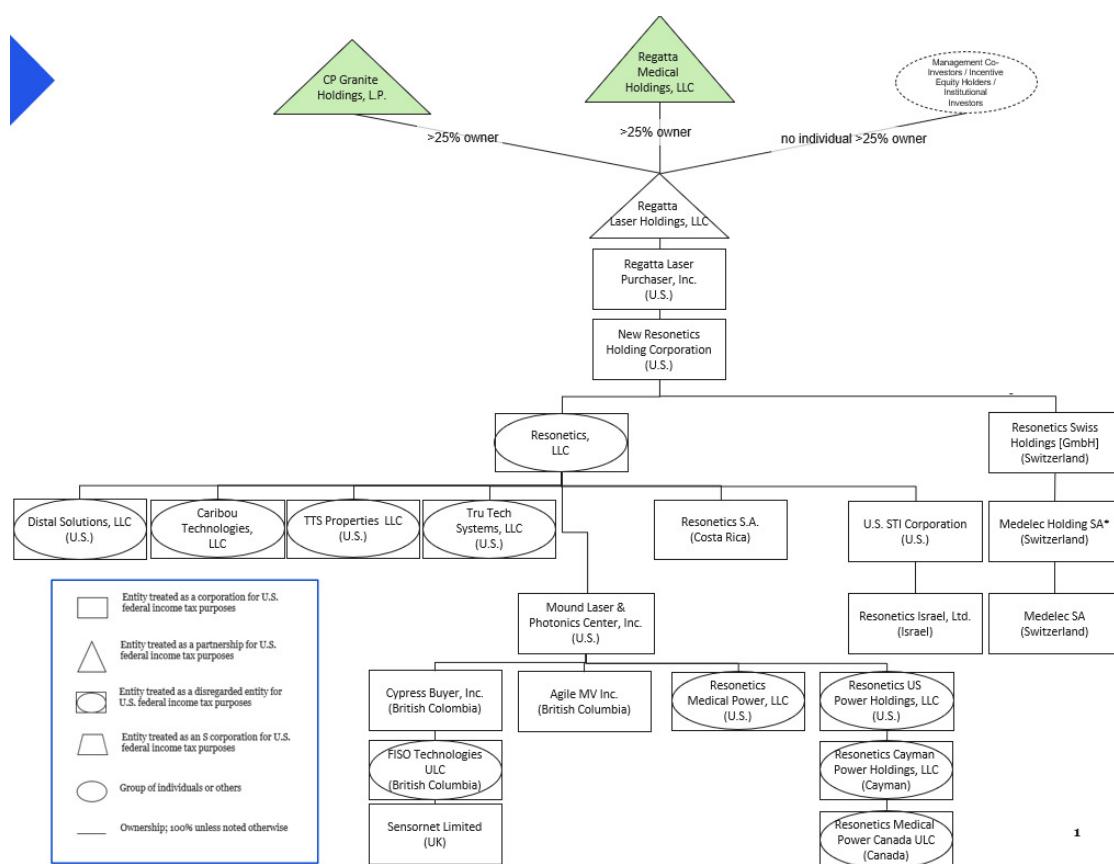 CP Granite
Holdings, L.P.
Regatta
Medical
Holdings, LLC
Management Co-
Investors / Incentive
Equity Holders /
Institutional
Investors
>25% owner
>25% owner
no individual >25% owner
Regatta
Laser Holdings, LLC
Regatta Laser
Purchaser, Inc.
(U.S.)
New Resonetics
Holding Corporation
(U.S.)
Resonetics,
LLC
Resonetics Swiss
Holdings [GmbH]
(Switzerland)
Distal Solutions, LLC
(U.S.)
Caribou
Technologies,
LLC
TTS Properties LLC
(U.S.)
Tru Tech
Systems, LLC
(U.S.)
Resonetics S.A.
(Costa Rica)
U.S. STI Corporation
(U.S.)
Medelec Holding SA*
(Switzerland)
Mound Laser &
Photonics Center, Inc.
(U.S.)
Resonetics Israel, Ltd.
(Israel)
Medelec SA
(Switzerland)
Cypress Buyer, Inc.
(British Colombia)
Agile MV Inc.
(British Columbia)
Resonetics
Medical Power, LLC
(U.S.)
Resonetics US
Power Holdings, LLC
(U.S.)
FISO Technologies
ULC
(British Columbia)
Resonetics Cayman
Power Holdings, LLC
(Cayman)
Sensornet Limited
(UK)
Resonetics Medical
Power Canada ULC
(Canada)
Entity treated as a corporation for U.S.
federal income tax purposes
Entity treated as a partnership for U.S.
federal income tax purposes
Entity treated as a disregarded entity for
U.S. federal income tax purposes
Entity treated as an S corporation for U.S.
federal income tax purposes
Group of individuals or others
Ownership; 100% unless noted otherwise
1